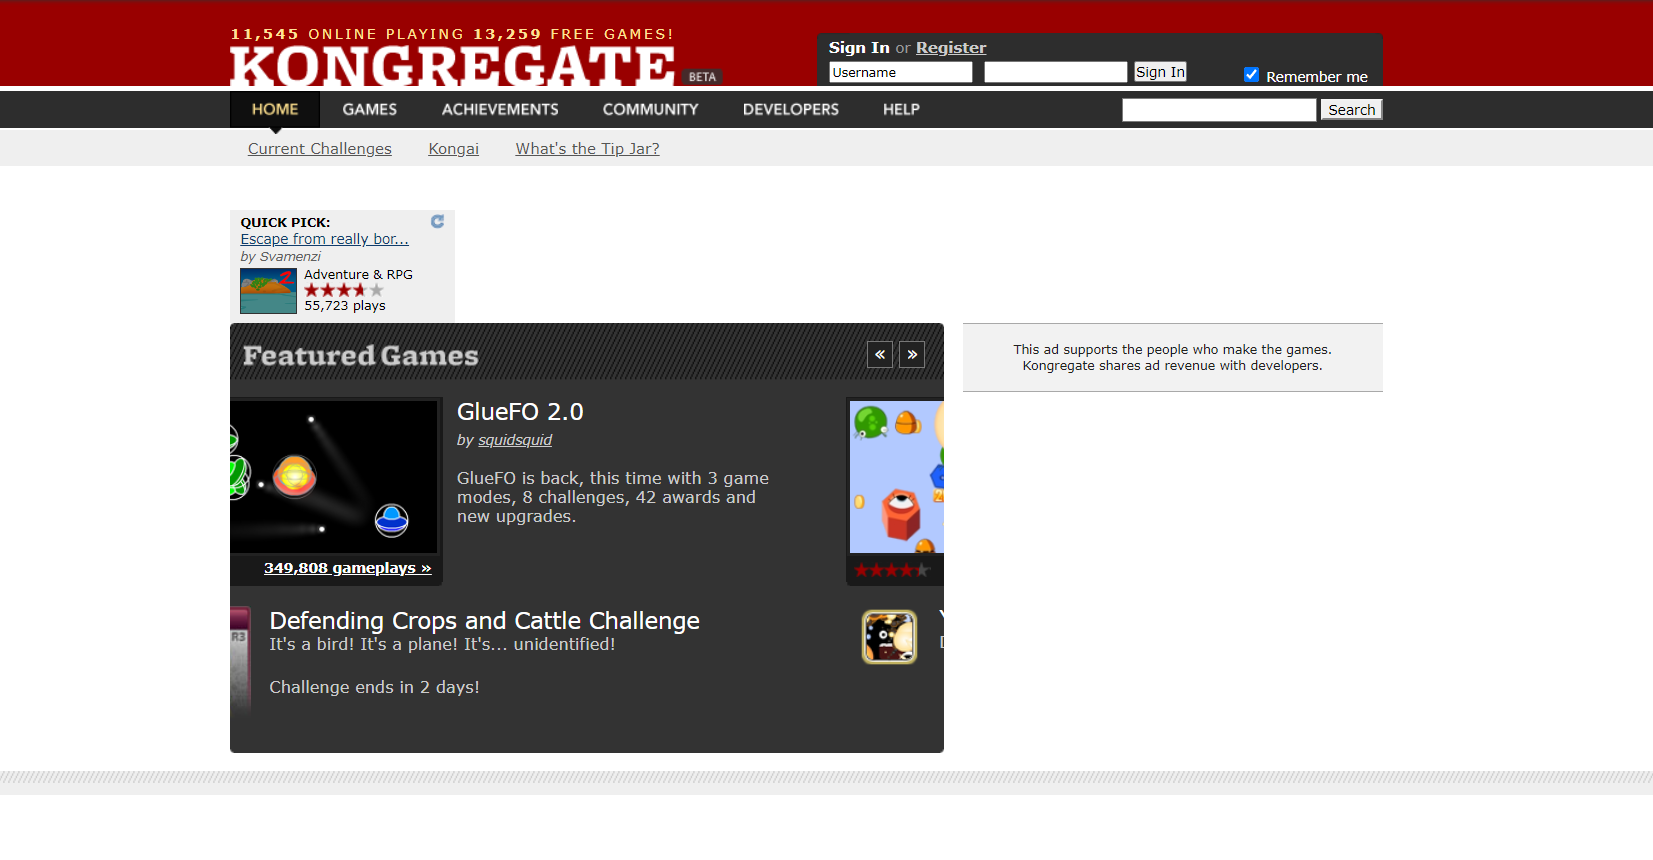 11,545 ONLINE PLAYING 13,259 FREE GAMES!
KONGREGATE BETA
Sign In or Register
Username
Sign In
Remember me
HOME GAMES ACHIEVEMENTS COMMUNITY DEVELOPERS HELP
Search
Current Challenges Kongai What's the Tip Jar?
QUICK PICK:
Escape from really bor...
by Svamenzi
2
Adventure & RPG
55,723 plays
Featured Games
« »
GlueFO 2.0
by squidsquid
GlueFO is back, this time with 3 game
modes, 8 challenges, 42 awards and
new upgrades.
349,808 gameplays »
R3
Defending Crops and Cattle Challenge
It's a bird! It's a plane! It's... unidentified!
Challenge ends in 2 days!
This ad supports the people who make the games.
Kongregate shares ad revenue with developers.